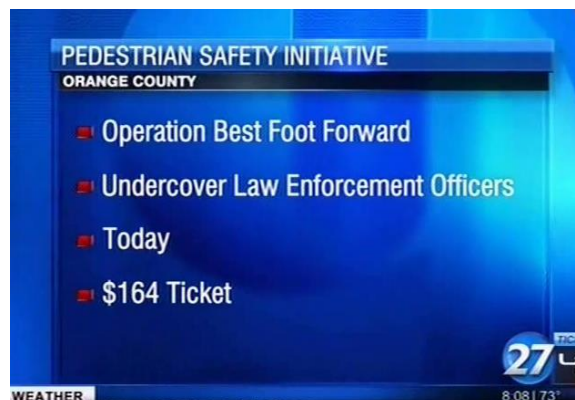 PEDESTRIAN SAFETY INITIATIVE
ORANGE COUNTY
Operation Best Foot Forward
Undercover Law Enforcement Officers
Today
$164 Ticket
27
WEATHER
8:08 73°